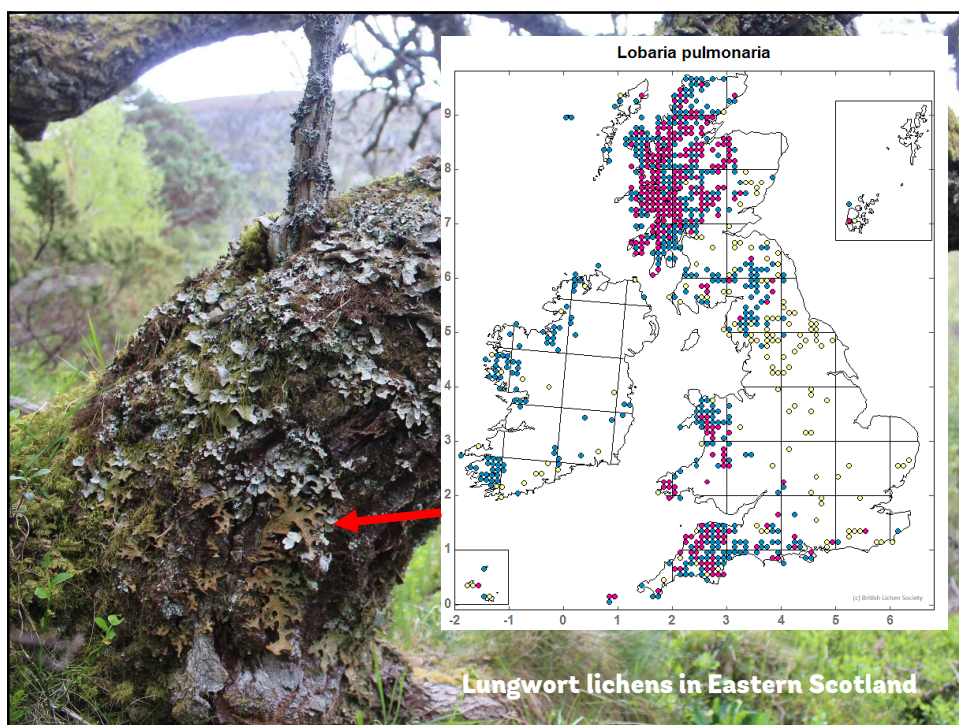 Lobaria pulmonaria
9
8
7
6
5
4
3
2
1
0
-2 -1 0 1 2 3 4 5 6
(c) British Lichen Society
Lungwort lichens in Eastern Scotland